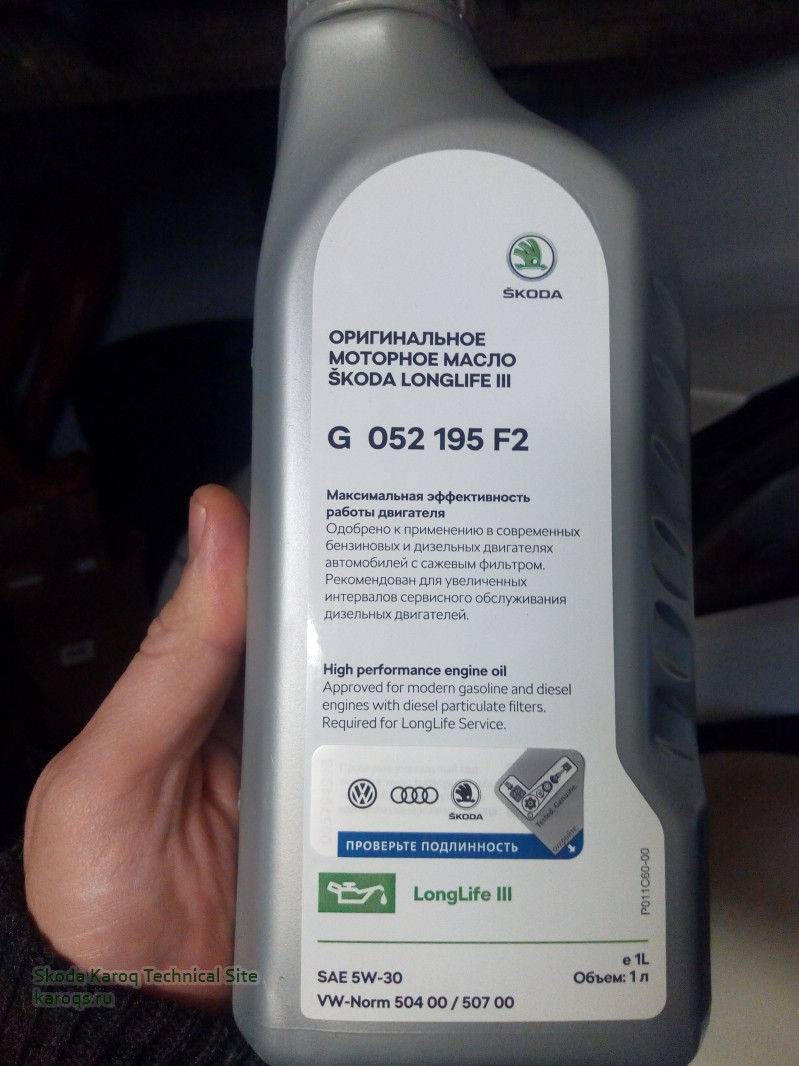 ŠKODA
ОРИГИНАЛЬНОЕ
МОТОРНОЕ МАСЛО
ŠKODA LONGLIFE III
G 052 195 F2
Максимальная эффективность
работы двигателя
Одобрено к применению в современных
бензиновых и дизельных двигателях
автомобилей с сажевым фильтром.
Рекомендован для увеличенных
интервалов сервисного обслуживания
дизельных двигателей.
High performance engine oil
Approved for modern gasoline and diesel
engines with diesel particulate filters.
Required for LongLife Service.
ŠKODA
Tested. Genuine.
ПРОВЕРЬТЕ ПОДЛИННОСТЬ
LongLife III
P011C60-00
e 1L
SAE 5W-30
Объем: 1 л
VW-Norm 504 00 / 507 00
Skoda Karoq Technical Site
karoqs.ru